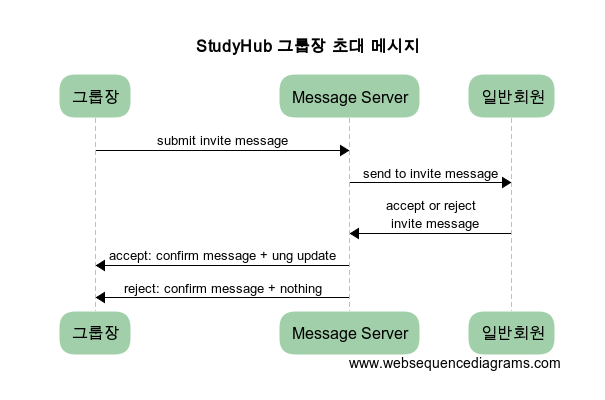 StudyHub 그룹장 초대 메시지
그룹장 Message Server 일반회원
submit invite message
send to invite message
accept or reject
invite message
accept: confirm message + ung update
reject: confirm message + nothing
그룹장 Message Server 일반회원
www.websequencediagrams.com